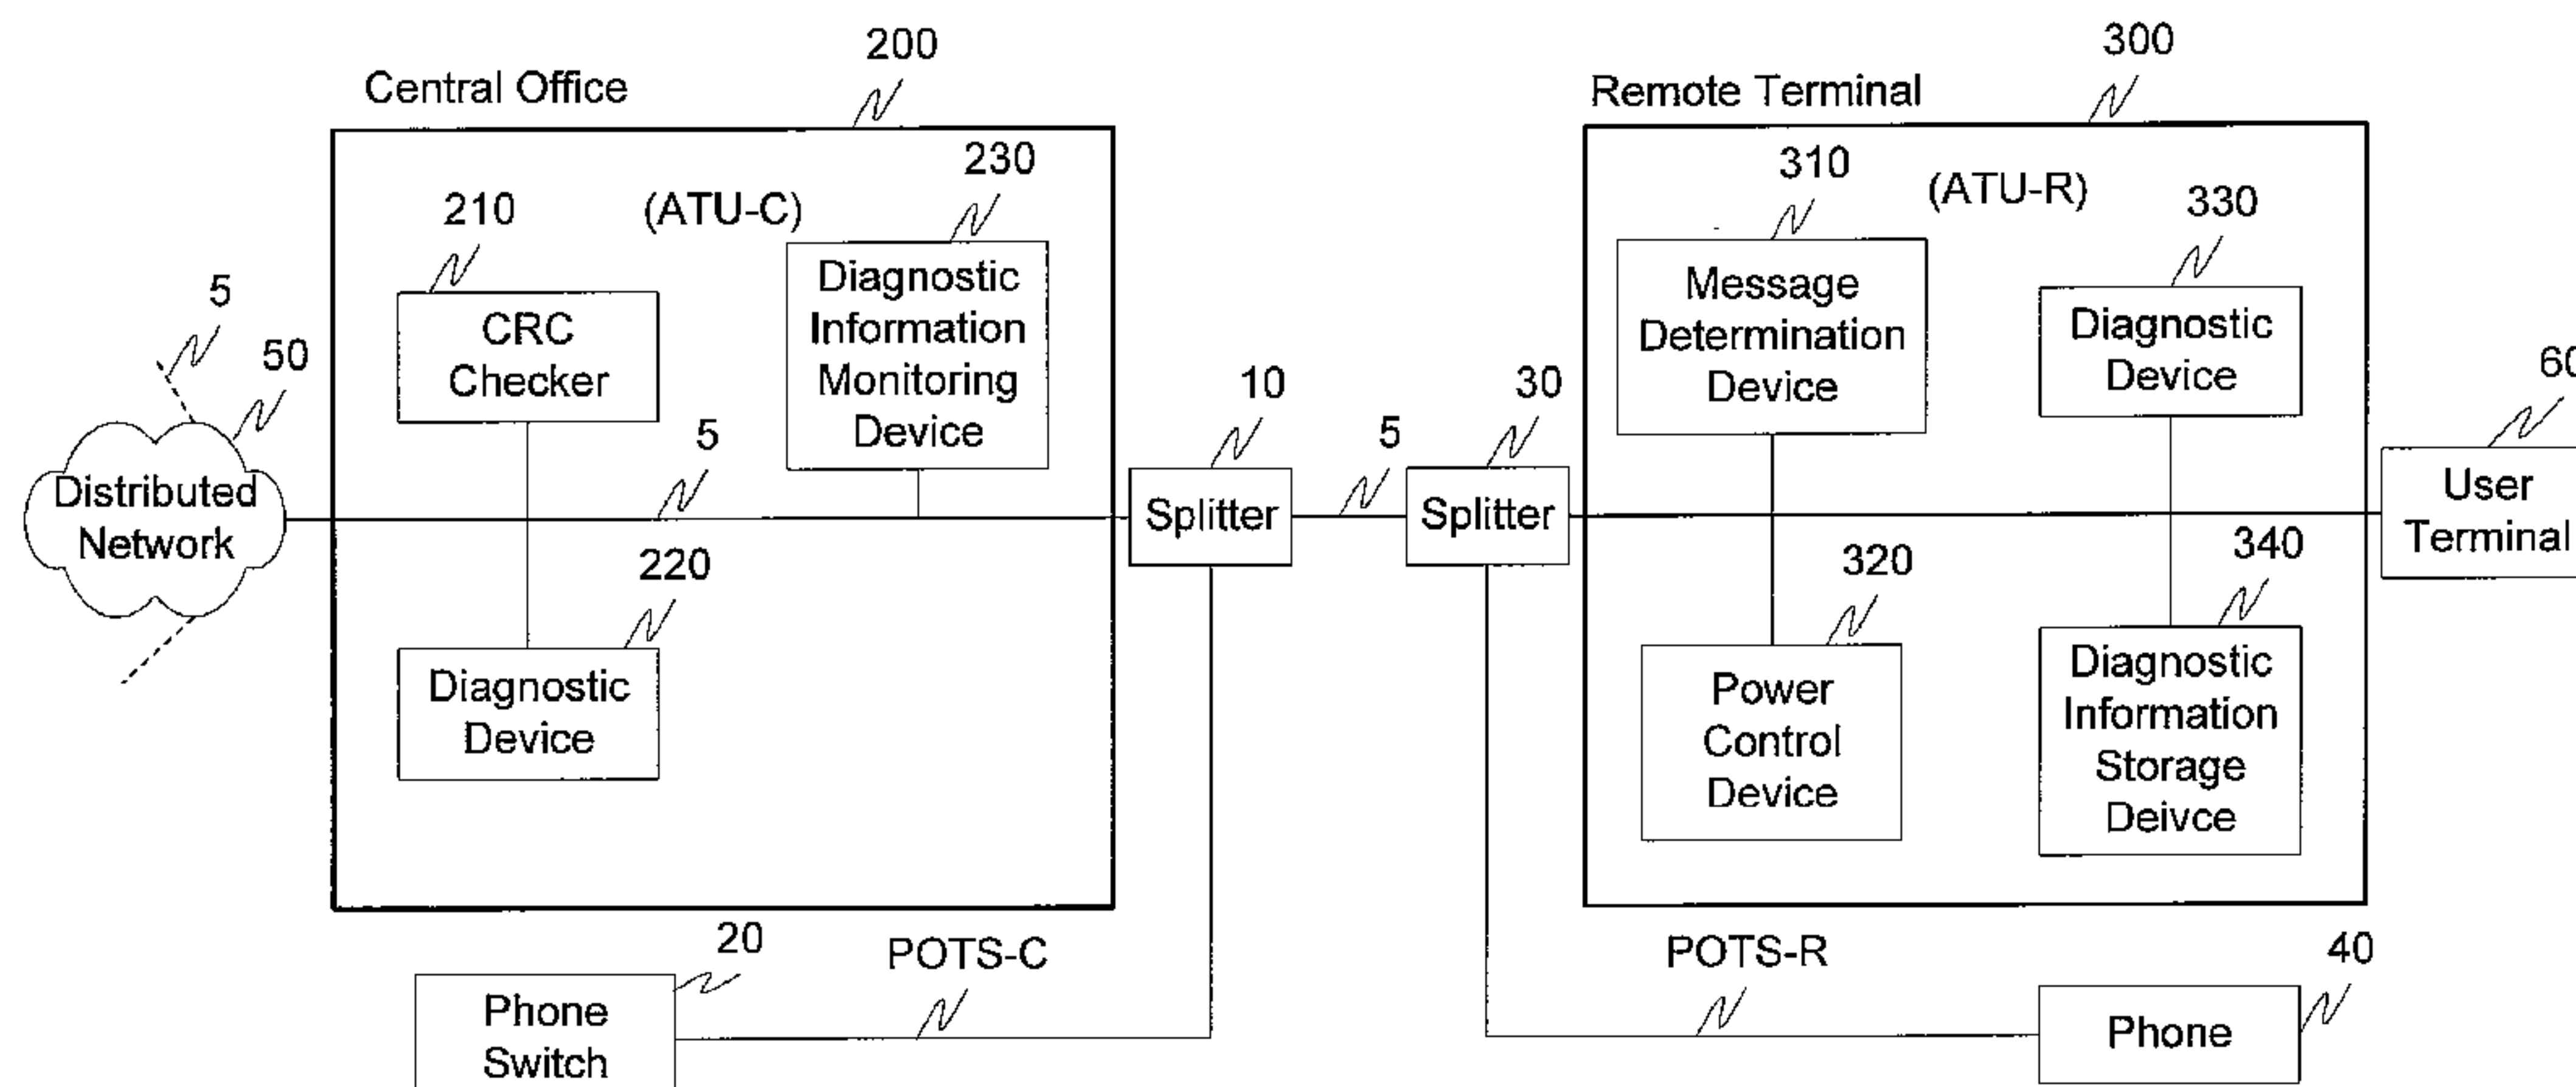 200
Central Office
300
Remote Terminal
230
310
210
(ATU-C)
(ATU-R)
330
5
50
CRC
Checker
Diagnostic
Information
Monitoring
Device
Message
Determination
Device
Diagnostic
Device
60
10
30
5
5
Distributed
Network
Splitter
Splitter
User
Terminal
220
320
340
Diagnostic
Device
Power
Control
Device
Diagnostic
Information
Storage
Deivce
20
POTS-C
POTS-R
40
Phone
Switch
Phone